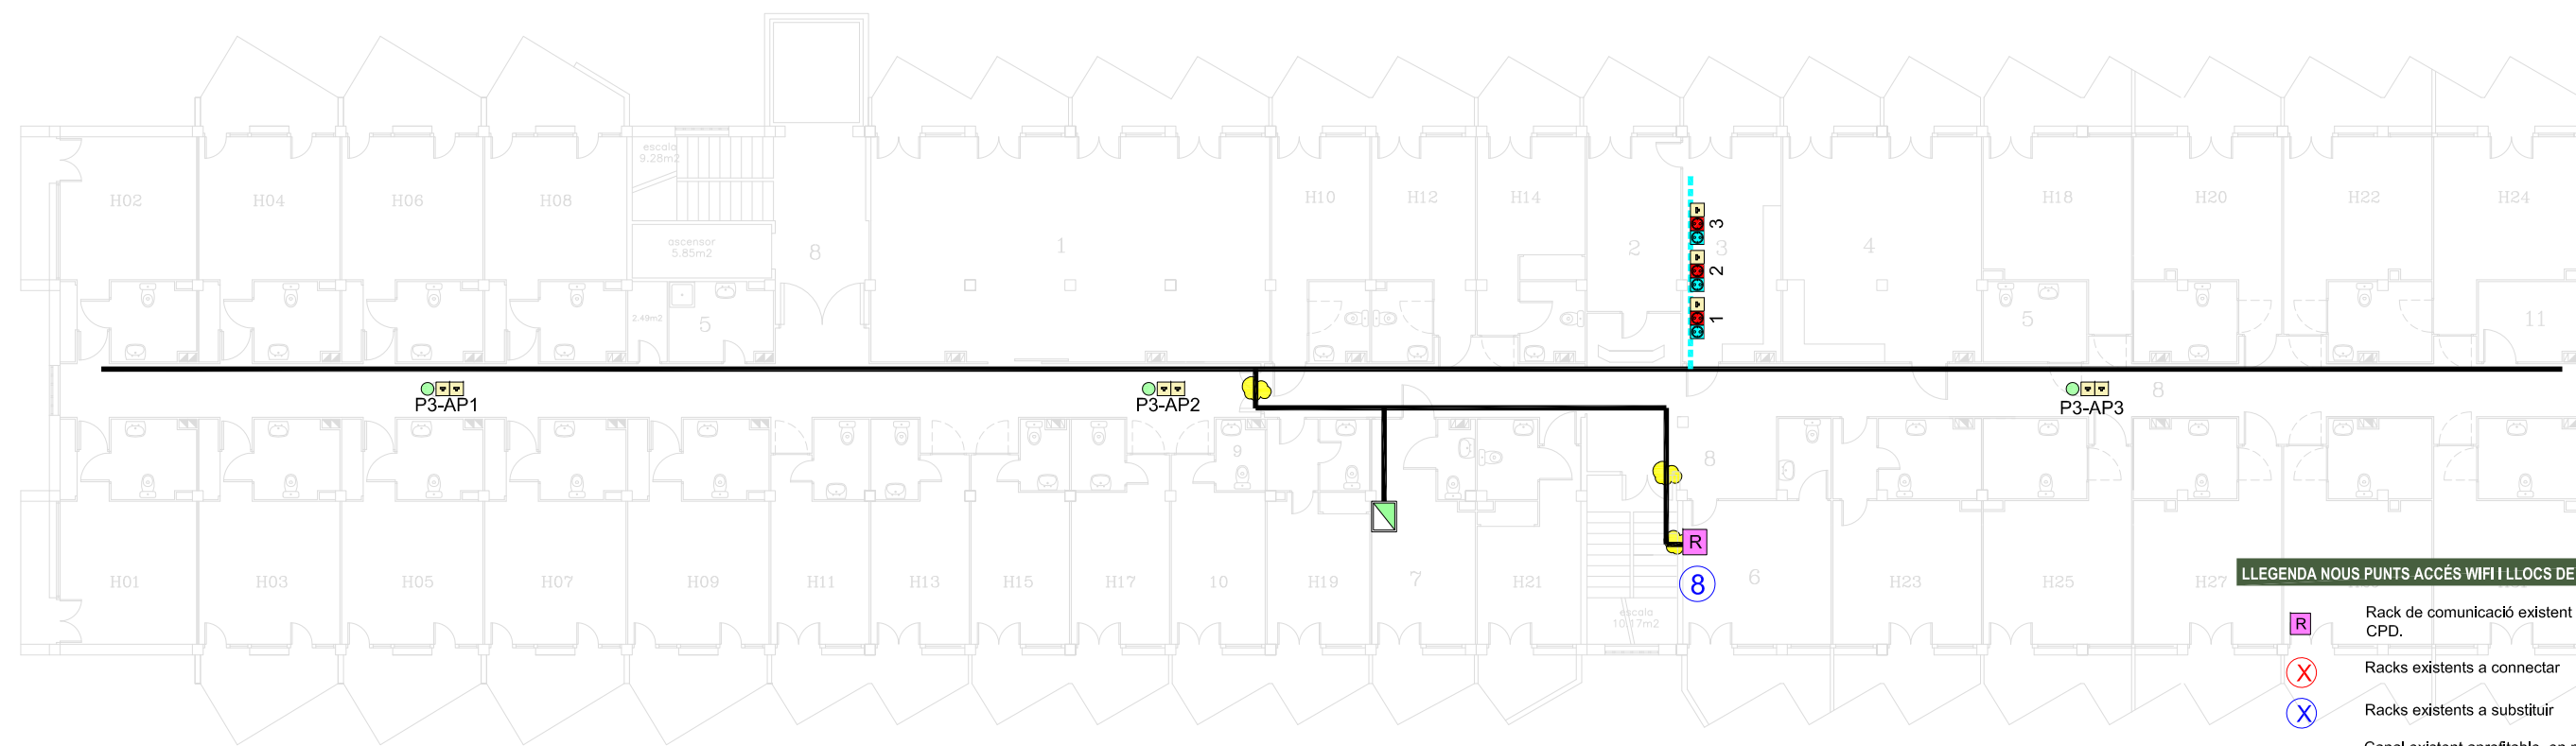 escala
9.28m2
H02
H04
H06
H08
H10
H12
H14
H18
H20
H22
H24
ascensor
5.85m2
8
1
2
3
3
4
2
1
2.49m2
5
5
11
P3-AP1
P3-AP2
P3-AP3
8
9
8
R
8
H01
H03
H05
H07
H09
H11
H13
H15
H17
10
H19
7
H21
escala
10.17m2
6
H23
H25
H27
LLEGENDA NOUS PUNTS ACCÉS WIFI I LLOCS DE
R
Rack de comunicació existent
CPD.
X
Racks existents a connectar
X
Racks existents a substituir